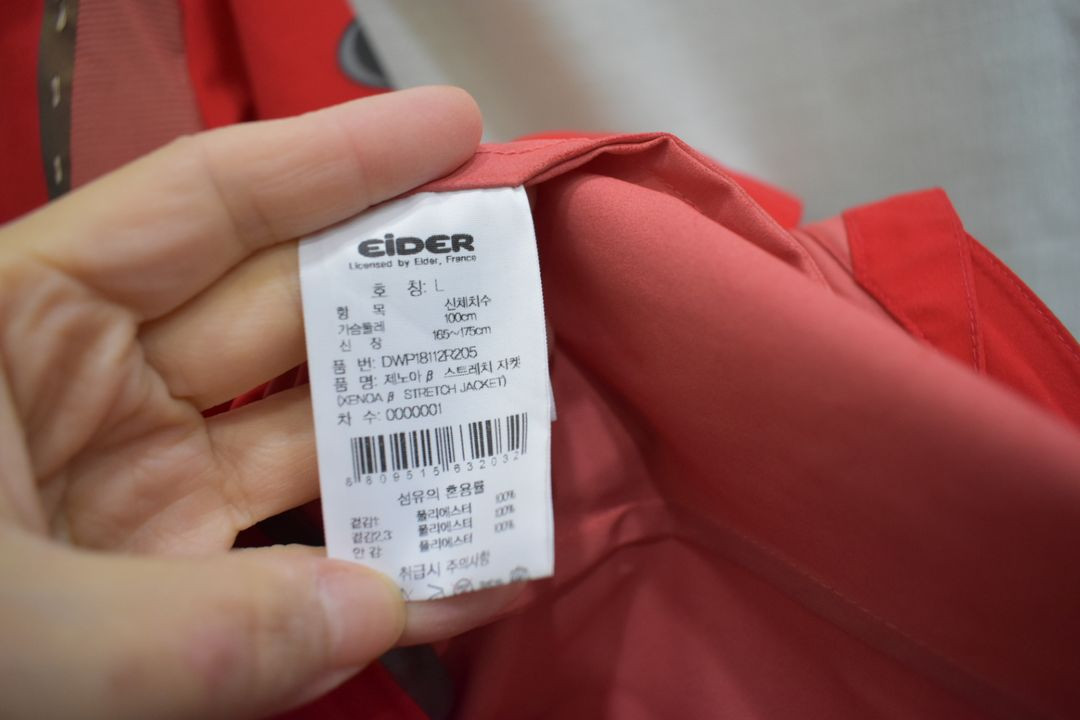 EiDER
Licensed by Eider, France
호 칭: L
형 목 신체치수
가슴둘레 100cm
신 장 165~175cm
품 번: DWP18112R205
품 명: 제노아 β 스트레치 자켓
(XENOA β STRETCH JACKET)
차 수: 0000001
8 809515 632032
섬유의 혼용률
겉감1: 폴리에스터 100%
겉감2,3: 폴리에스터 100%
안 감: 폴리에스터 100%
취급시 주의사항